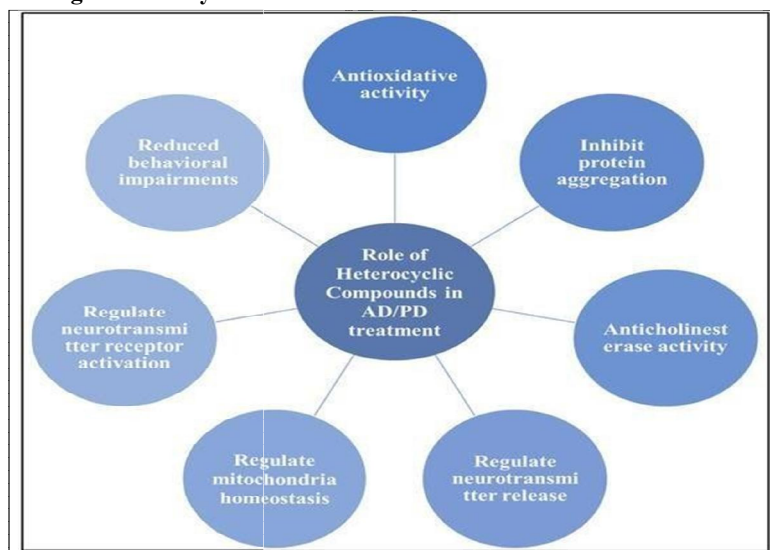 Antioxidative
activity
Inhibit
protein
aggregation
Anticholinest
erase activity
Regulate
neurotransmi
tter release
Regulate
mitochondria
homeostasis
Regulate
neurotransmi
tter receptor
activation
Reduced
behavioral
impairments
Role of
Heterocyclic
Compounds in
AD/PD
treatment